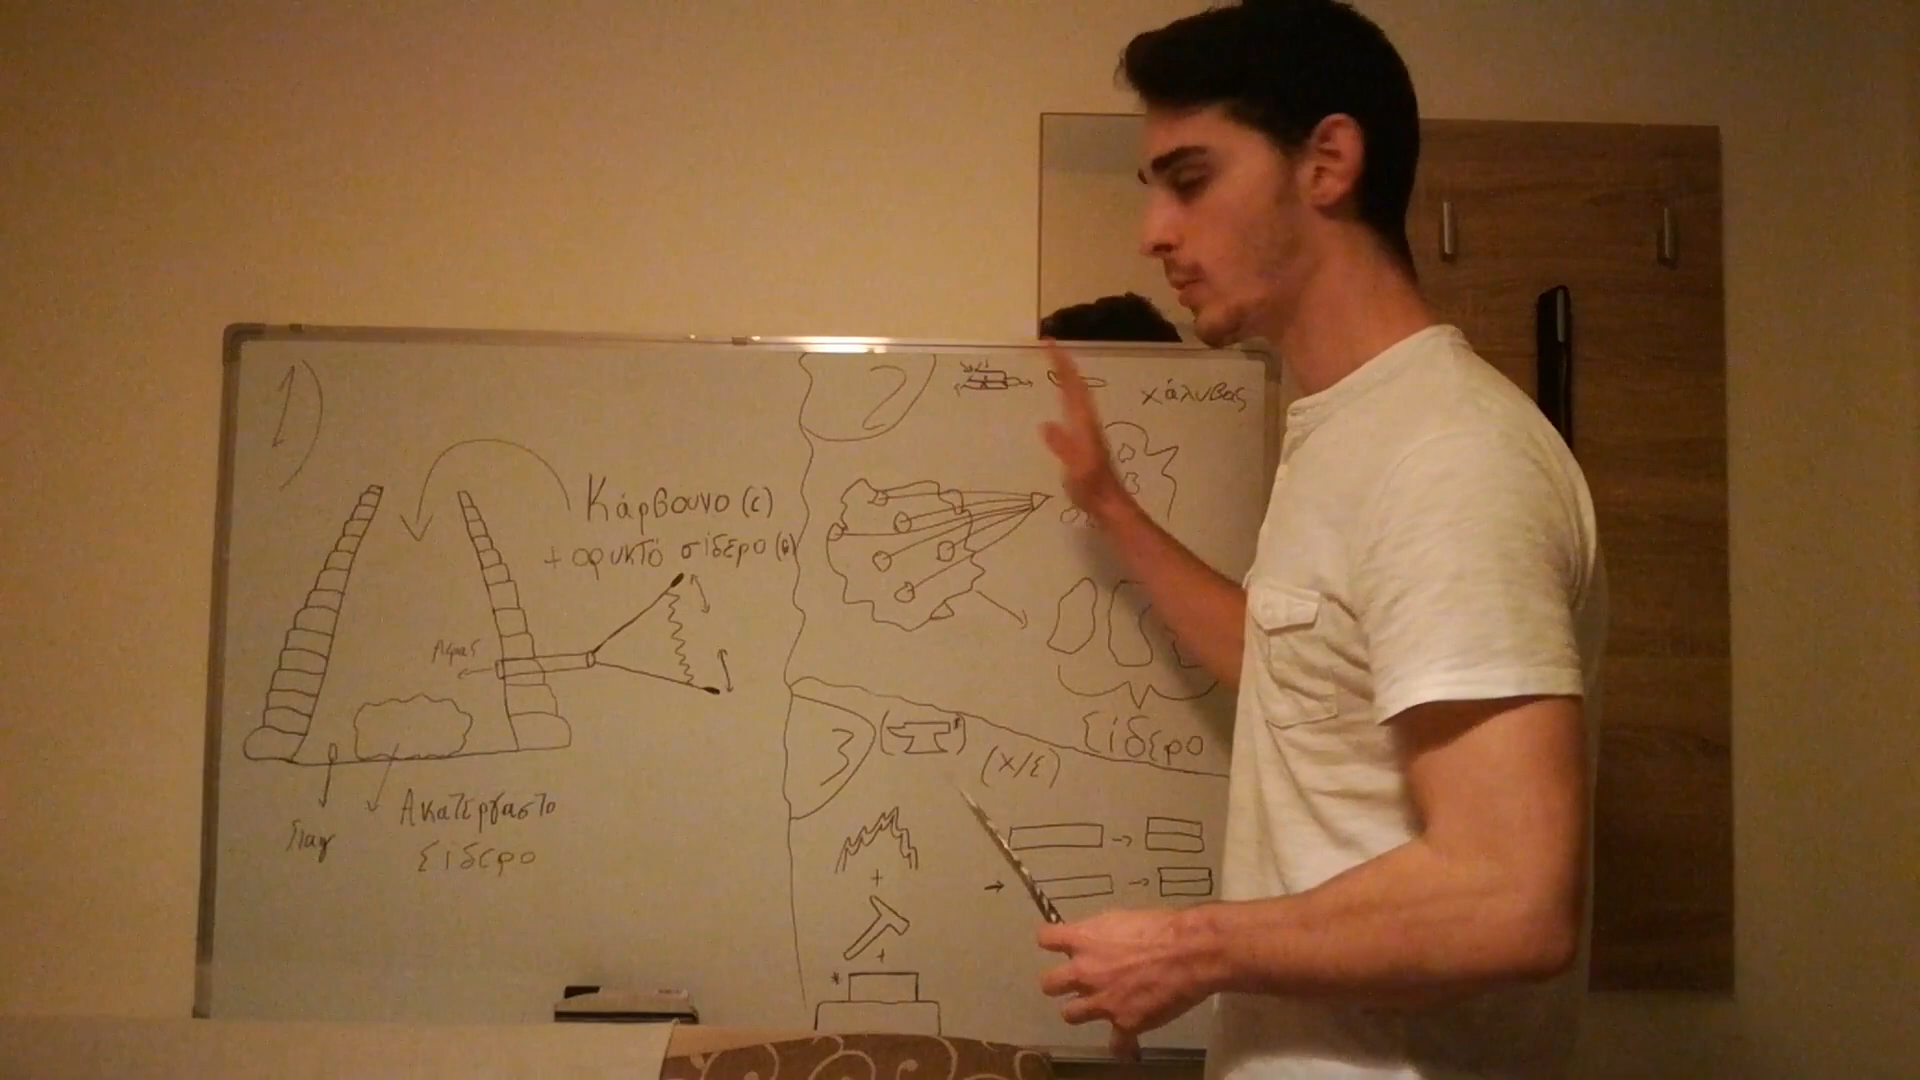 1)
Κάρβουνο (C)
+ ορυκτό σίδερο (
Αέρας
Slag
Ακατέργαστο
Σίδερο
2
χάλυβας
Σίδερο
3
(Χ/Σ)
+
+
*